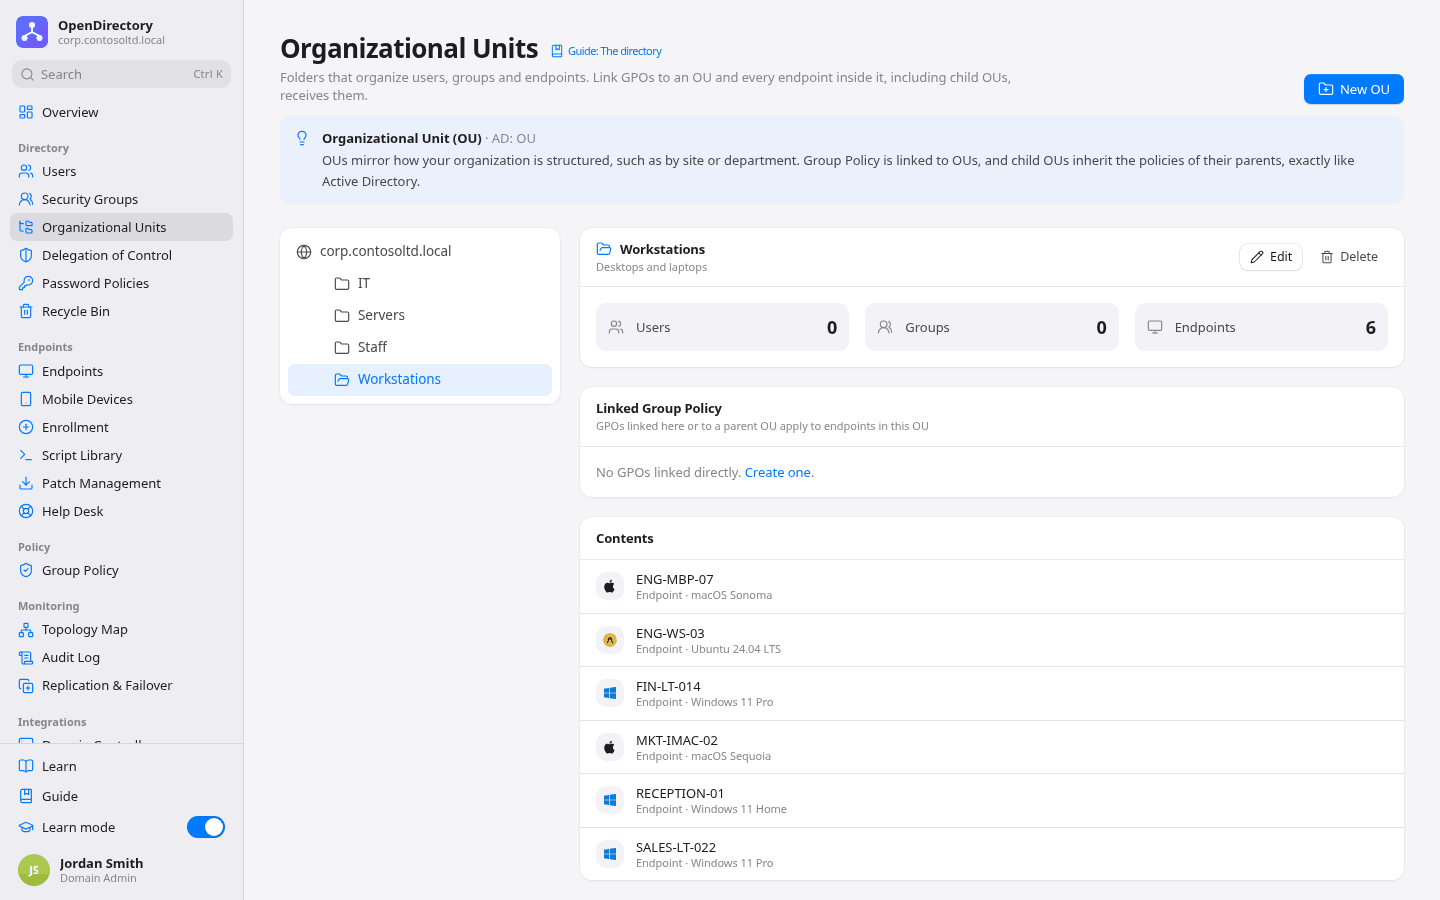 OpenDirectory
corp.contosoltd.local
Search
Ctrl K
Overview
Directory
Users
Security Groups
Organizational Units
Delegation of Control
Password Policies
Recycle Bin
Endpoints
Endpoints
Mobile Devices
Enrollment
Script Library
Patch Management
Help Desk
Policy
Group Policy
Monitoring
Topology Map
Audit Log
Replication & Failover
Integrations
Learn
Guide
Learn mode
JS
Jordan Smith
Domain Admin
Organizational Units
Guide: The directory
Folders that organize users, groups and endpoints. Link GPOs to an OU and every endpoint inside it, including child OUs,
receives them.
New OU
Organizational Unit (OU) · AD: OU
OUs mirror how your organization is structured, such as by site or department. Group Policy is linked to OUs, and child OUs inherit the policies of their parents, exactly like
Active Directory.
corp.contosoltd.local
IT
Servers
Staff
Workstations
Workstations
Desktops and laptops
Edit
Delete
Users 0
Groups 0
Endpoints 6
Linked Group Policy
GPOs linked here or to a parent OU apply to endpoints in this OU
No GPOs linked directly. Create one.
Contents
ENG-MBP-07
Endpoint · macOS Sonoma
ENG-WS-03
Endpoint · Ubuntu 24.04 LTS
FIN-LT-014
Endpoint · Windows 11 Pro
MKT-IMAC-02
Endpoint · macOS Sequoia
RECEPTION-01
Endpoint · Windows 11 Home
SALES-LT-022
Endpoint · Windows 11 Pro